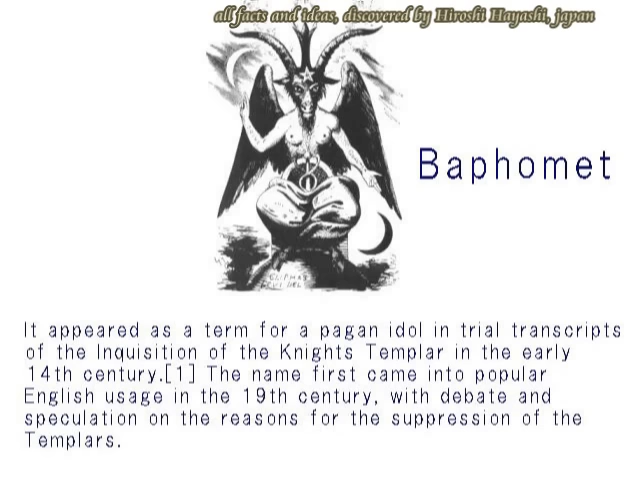 all facts and ideas, discovered by Hiroshi Hayashi, japan
ELIPHAS
LEVI DEL
Baphomet
It appeared as a term for a pagan idol in trial transcripts
of the Inquisition of the Knights Templar in the early
14th century.[1] The name first came into popular
English usage in the 19th century, with debate and
speculation on the reasons for the suppression of the
Templars.